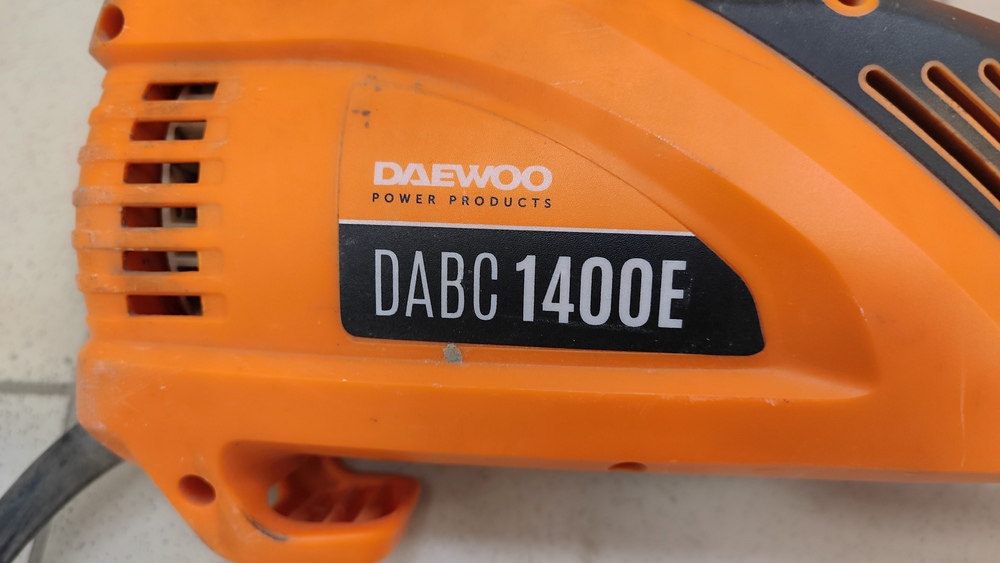 DAEWOO
POWER PRODUCTS
DABC 1400E